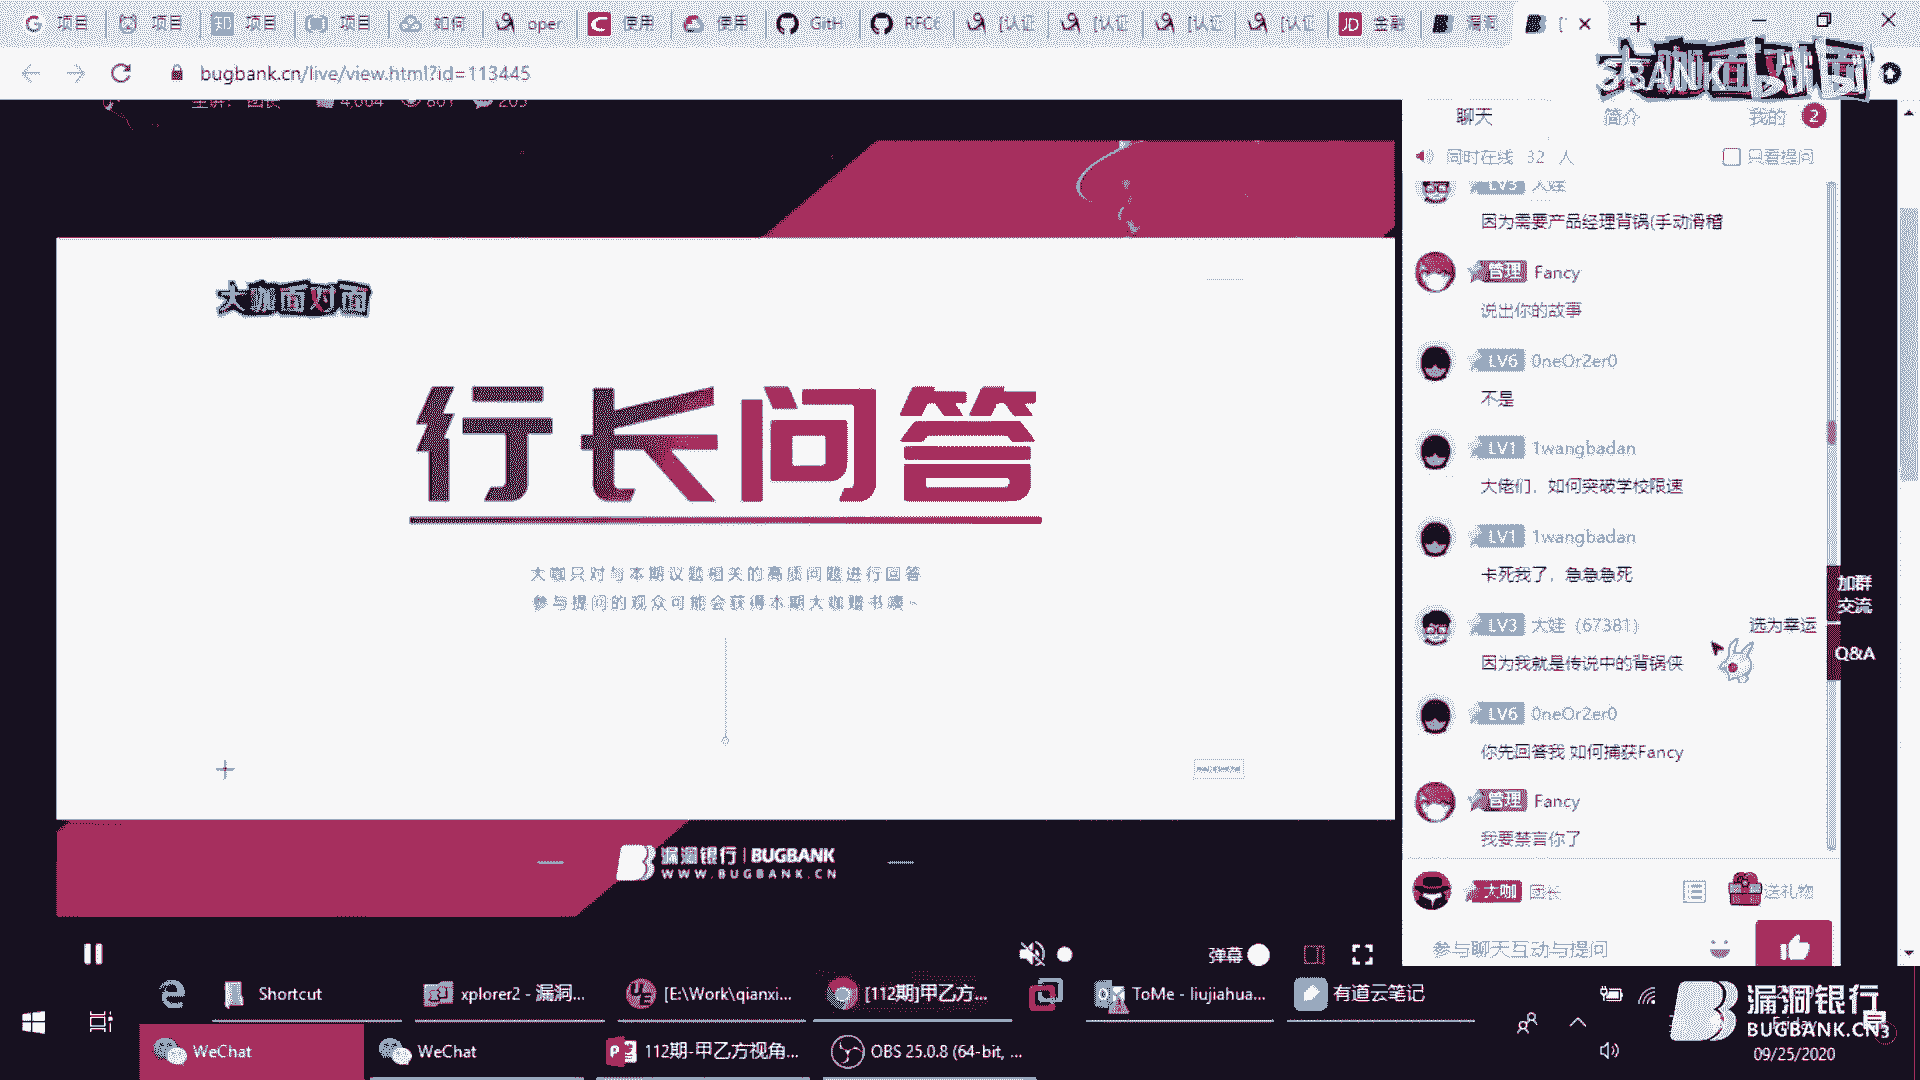 项目
项目
项目
项目
如何
oper
使用
使用
GitH
RFC6
[认证
[认证
[认证
[认证
金融
漏洞
bugbank.cn/live/view.html?id=113445
主讲: 团长 4,664 801 205
大咖面对面
行长问答
大咖只对与本期议题相关的高质问题进行回答
参与提问的观众可能会获得本期大咖赠书噢~
漏洞银行 | BUGBANK
WWW.BUGBANK.CN
弹幕
聊天 简介 我的 2
同时在线 32 人 只看提问
LV3 大娃
因为需要产品经理背锅(手动滑稽
管理 Fancy
说出你的故事
LV6 0neOr2er0
不是
LV1 1wangbadan
大佬们，如何突破学校限速
LV1 1wangbadan
卡死我了，急急急死
LV3 大娃 (67381) 选为幸运
因为我就是传说中的背锅侠
LV6 0neOr2er0
你先回答我 如何捕获Fancy
管理 Fancy
我要禁言你了
加群
交流
Q&A
大咖 团长 送礼物
参与聊天互动与提问
Shortcut
xplorer2 - 漏洞...
[E:\Work\qianxi...
[112期]甲乙方...
ToMe - liujiahua...
有道云笔记
WeChat
WeChat
112期-甲乙方视角...
OBS 25.0.8 (64-bit, ...
漏洞银行
BUGBANK.CN
09/25/2020